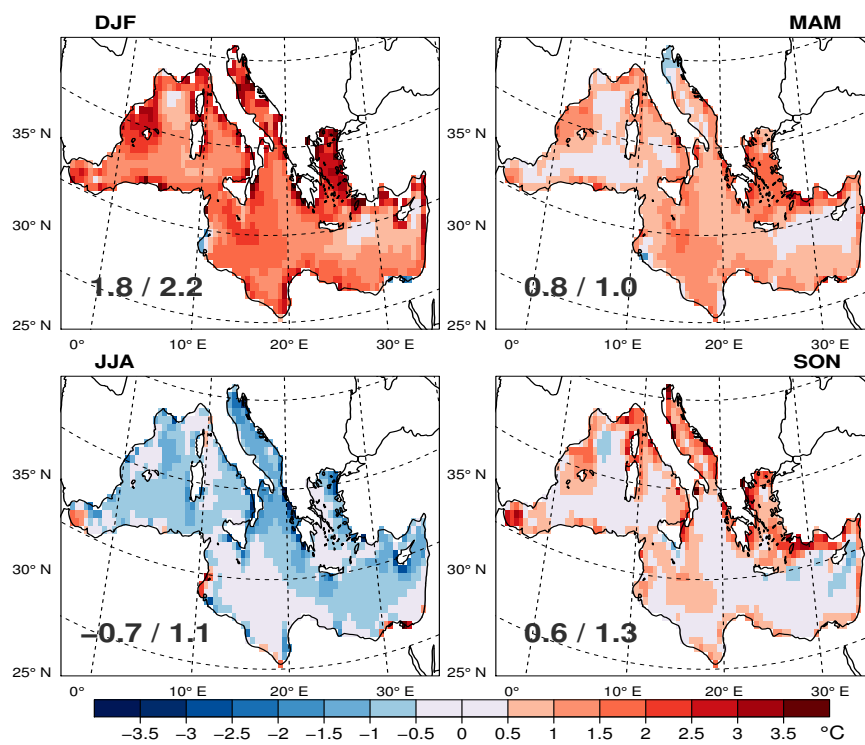 DJF
MAM
35° N
30° N
25° N
1.8 / 2.2
0°
10° E
20° E
30° E
35° N
30° N
25° N
0.8 / 1.0
0°
10° E
20° E
30° E
JJA
SON
35° N
30° N
25° N
−0.7 / 1.1
0°
10° E
20° E
30° E
35° N
30° N
25° N
0.6 / 1.3
0°
10° E
20° E
30° E
−3.5 −3 −2.5 −2 −1.5 −1 −0.5 0 0.5 1 1.5 2 2.5 3 3.5 °C